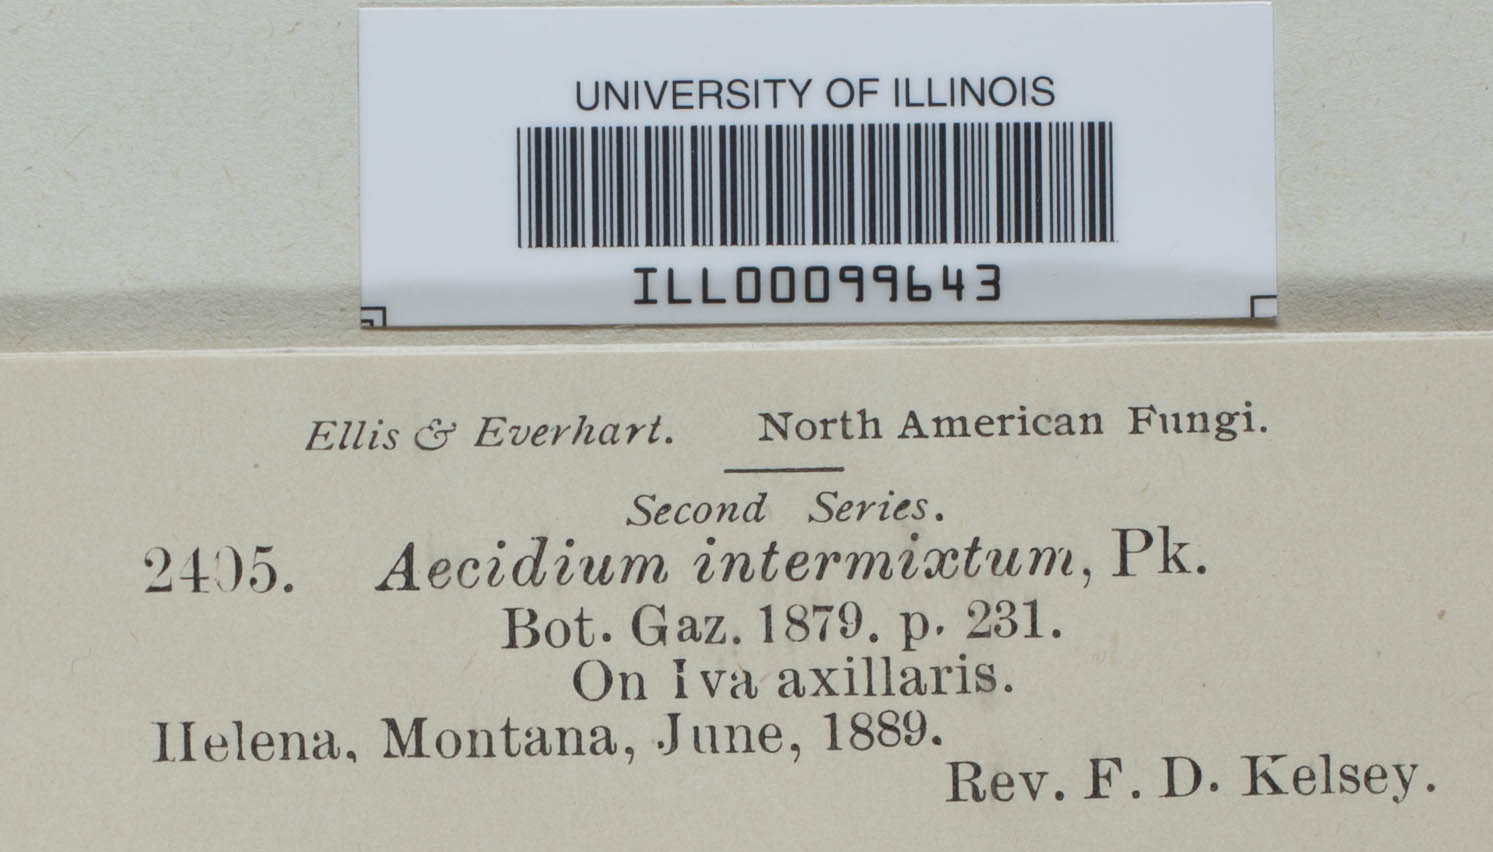 UNIVERSITY OF ILLINOIS
ILL00099643
Ellis & Everhart. North American Fungi.
Second Series.
2405. Aecidium intermixtum, Pk.
Bot. Gaz. 1879. p. 231.
On Iva axillaris.
Helena, Montana, June, 1889.
Rev. F. D. Kelsey.